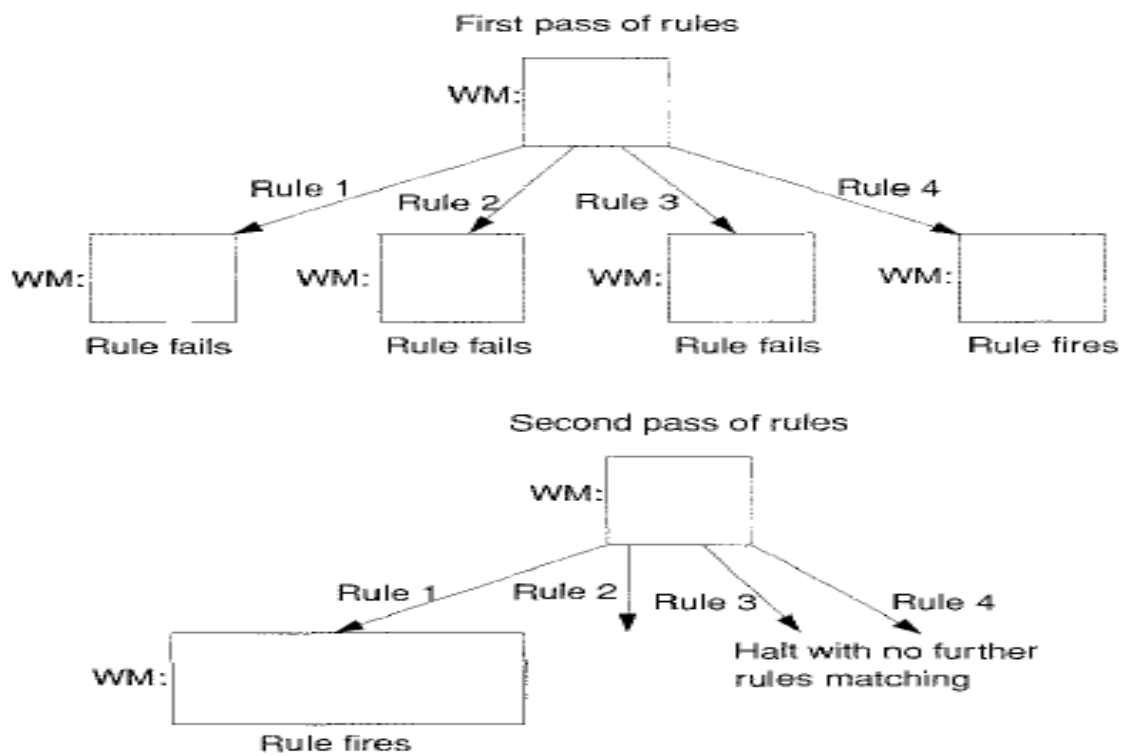 First pass of rules
WM:
Rule 1
Rule 2
Rule 3
Rule 4
WM:
WM:
WM:
WM:
Rule fails
Rule fails
Rule fails
Rule fires
Second pass of rules
WM:
Rule 1
Rule 2
Rule 3
Rule 4
WM:
Halt with no further
rules matching
Rule fires